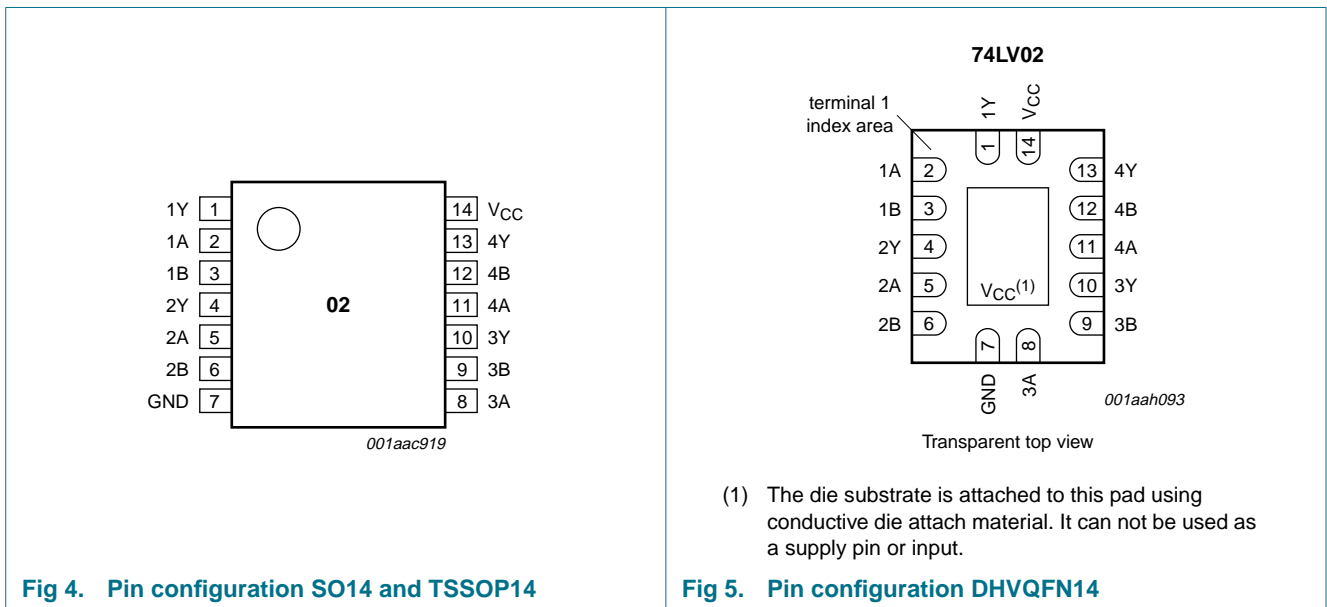 1Y 1
1A 2
1B 3
2Y 4
2A 5
2B 6
GND 7
02
14 VCC
13 4Y
12 4B
11 4A
10 3Y
9 3B
8 3A
001aac919
Fig 4. Pin configuration SO14 and TSSOP14
74LV02
terminal 1
index area
1Y
VCC
1
14
1A 2
1B 3
2Y 4
2A 5
2B 6
13 4Y
12 4B
11 4A
10 3Y
9 3B
VCC(1)
7
8
GND
3A
001aah093
Transparent top view
(1) The die substrate is attached to this pad using
conductive die attach material. It can not be used as
a supply pin or input.
Fig 5. Pin configuration DHVQFN14